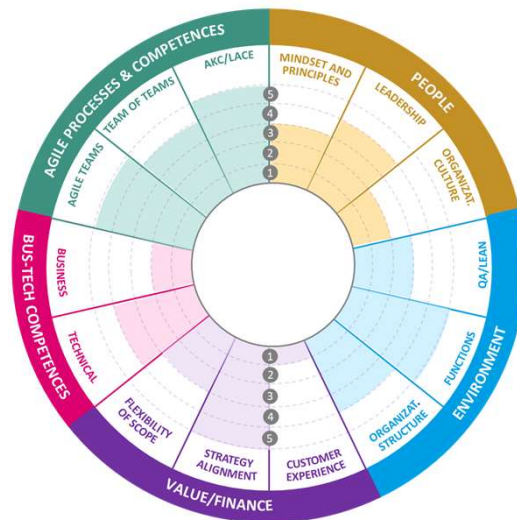 AGILE PROCESSES & COMPETENCES
PEOPLE
AKC/LACE
MINDSET AND
PRINCIPLES
TEAM OF TEAMS
LEADERSHIP
AGILE TEAMS
ORGANIZAT.
CULTURE
5
4
3
2
1
BUS-TECH COMPETENCES
BUSINESS
TECHNICAL
QA/LEAN
FUNCTIONS
ORGANIZAT.
STRUCTURE
ENVIRONMENT
1
2
3
4
5
FLEXIBILITY
OF SCOPE
STRATEGY
ALIGNMENT
CUSTOMER
EXPERIENCE
VALUE/FINANCE